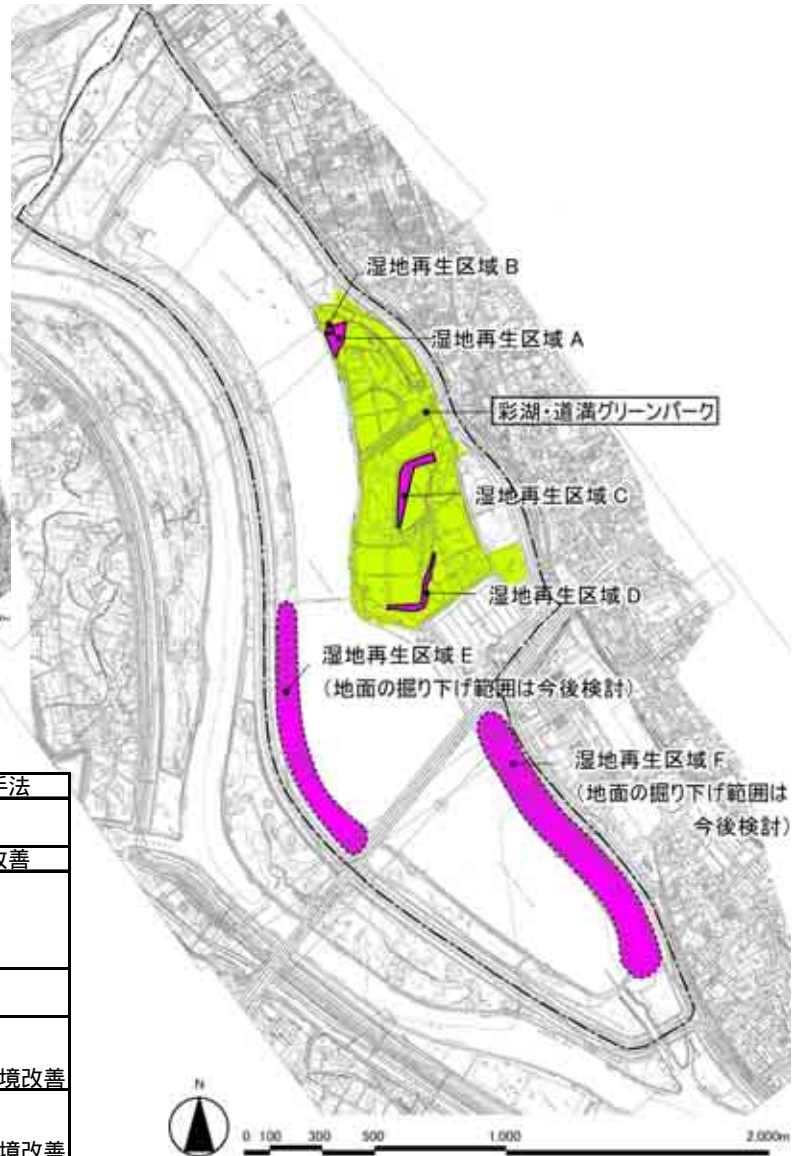 湿地再生区域 B
湿地再生区域 A
彩湖・道満グリーンパーク
湿地再生区域 C
湿地再生区域 D
湿地再生区域 E
（地面の掘り下げ範囲は今後検討）
湿地再生区域 F
（地面の掘り下げ範囲は
今後検討）
手法
改善
境改善
境改善
N
0 100 300 500 1,000 2,000m